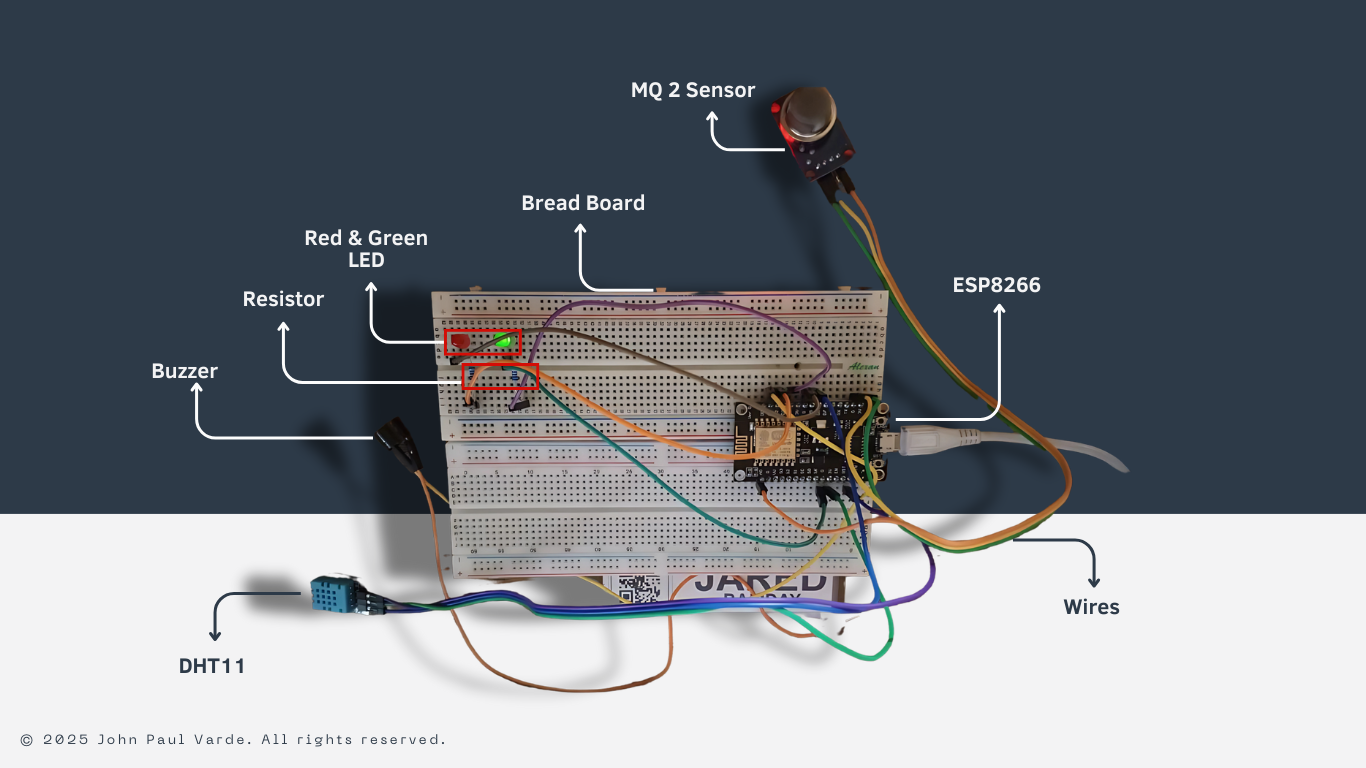 MQ 2 Sensor
Bread Board
Red & Green
LED
ESP8266
Resistor
Buzzer
Alexan
JARED
Wires
DHT11
© 2025 John Paul Varde. All rights reserved.